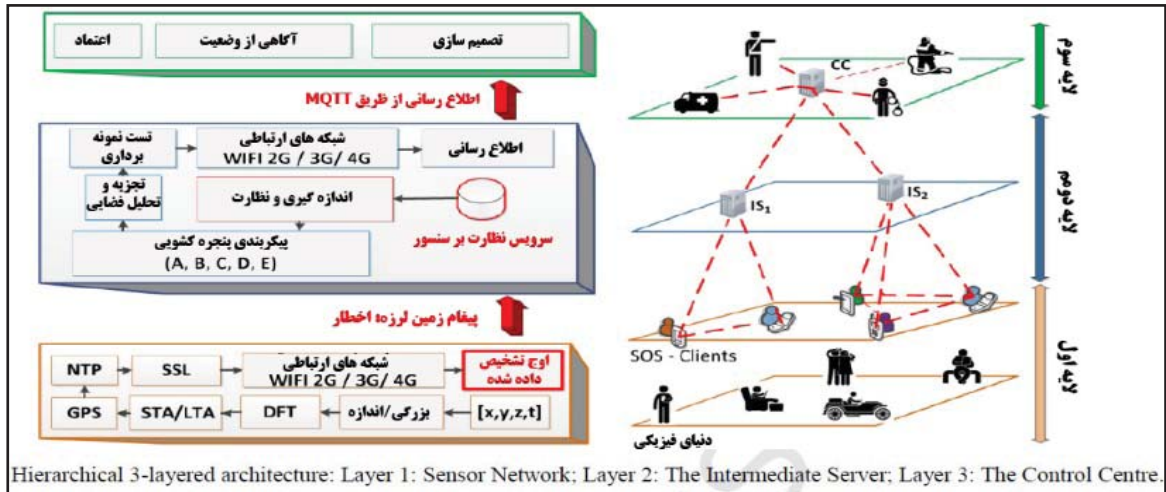 تصمیم سازی
آگاهی از وضعیت
اعتماد
اطلاع رسانی از ظریق MQTT
تست نمونه
برداری
شبکه های ارتباطی
WIFI 2G / 3G/ 4G
اطلاع رسانی
تجزیه و
تحلیل فضایی
اندازه گیری و نظارت
سرویس نظارت بر سنسور
پیکربندی پنجره کشویی
(A, B, C, D, E)
پیغام زمین لرزه: اخطار
NTP
SSL
شبکه های ارتباطی
WIFI 2G / 3G/ 4G
اوج تشخیص
داده شده
GPS
STA/LTA
DFT
بزرگی/اندازه
[x,y,z,t]
CC
IS1
IS2
SOS - Clients
دنیای فیزیکی
لایه سوم
لایه دوم
لایه اول
Hierarchical 3-layered architecture: Layer 1: Sensor Network; Layer 2: The Intermediate Server; Layer 3: The Control Centre.